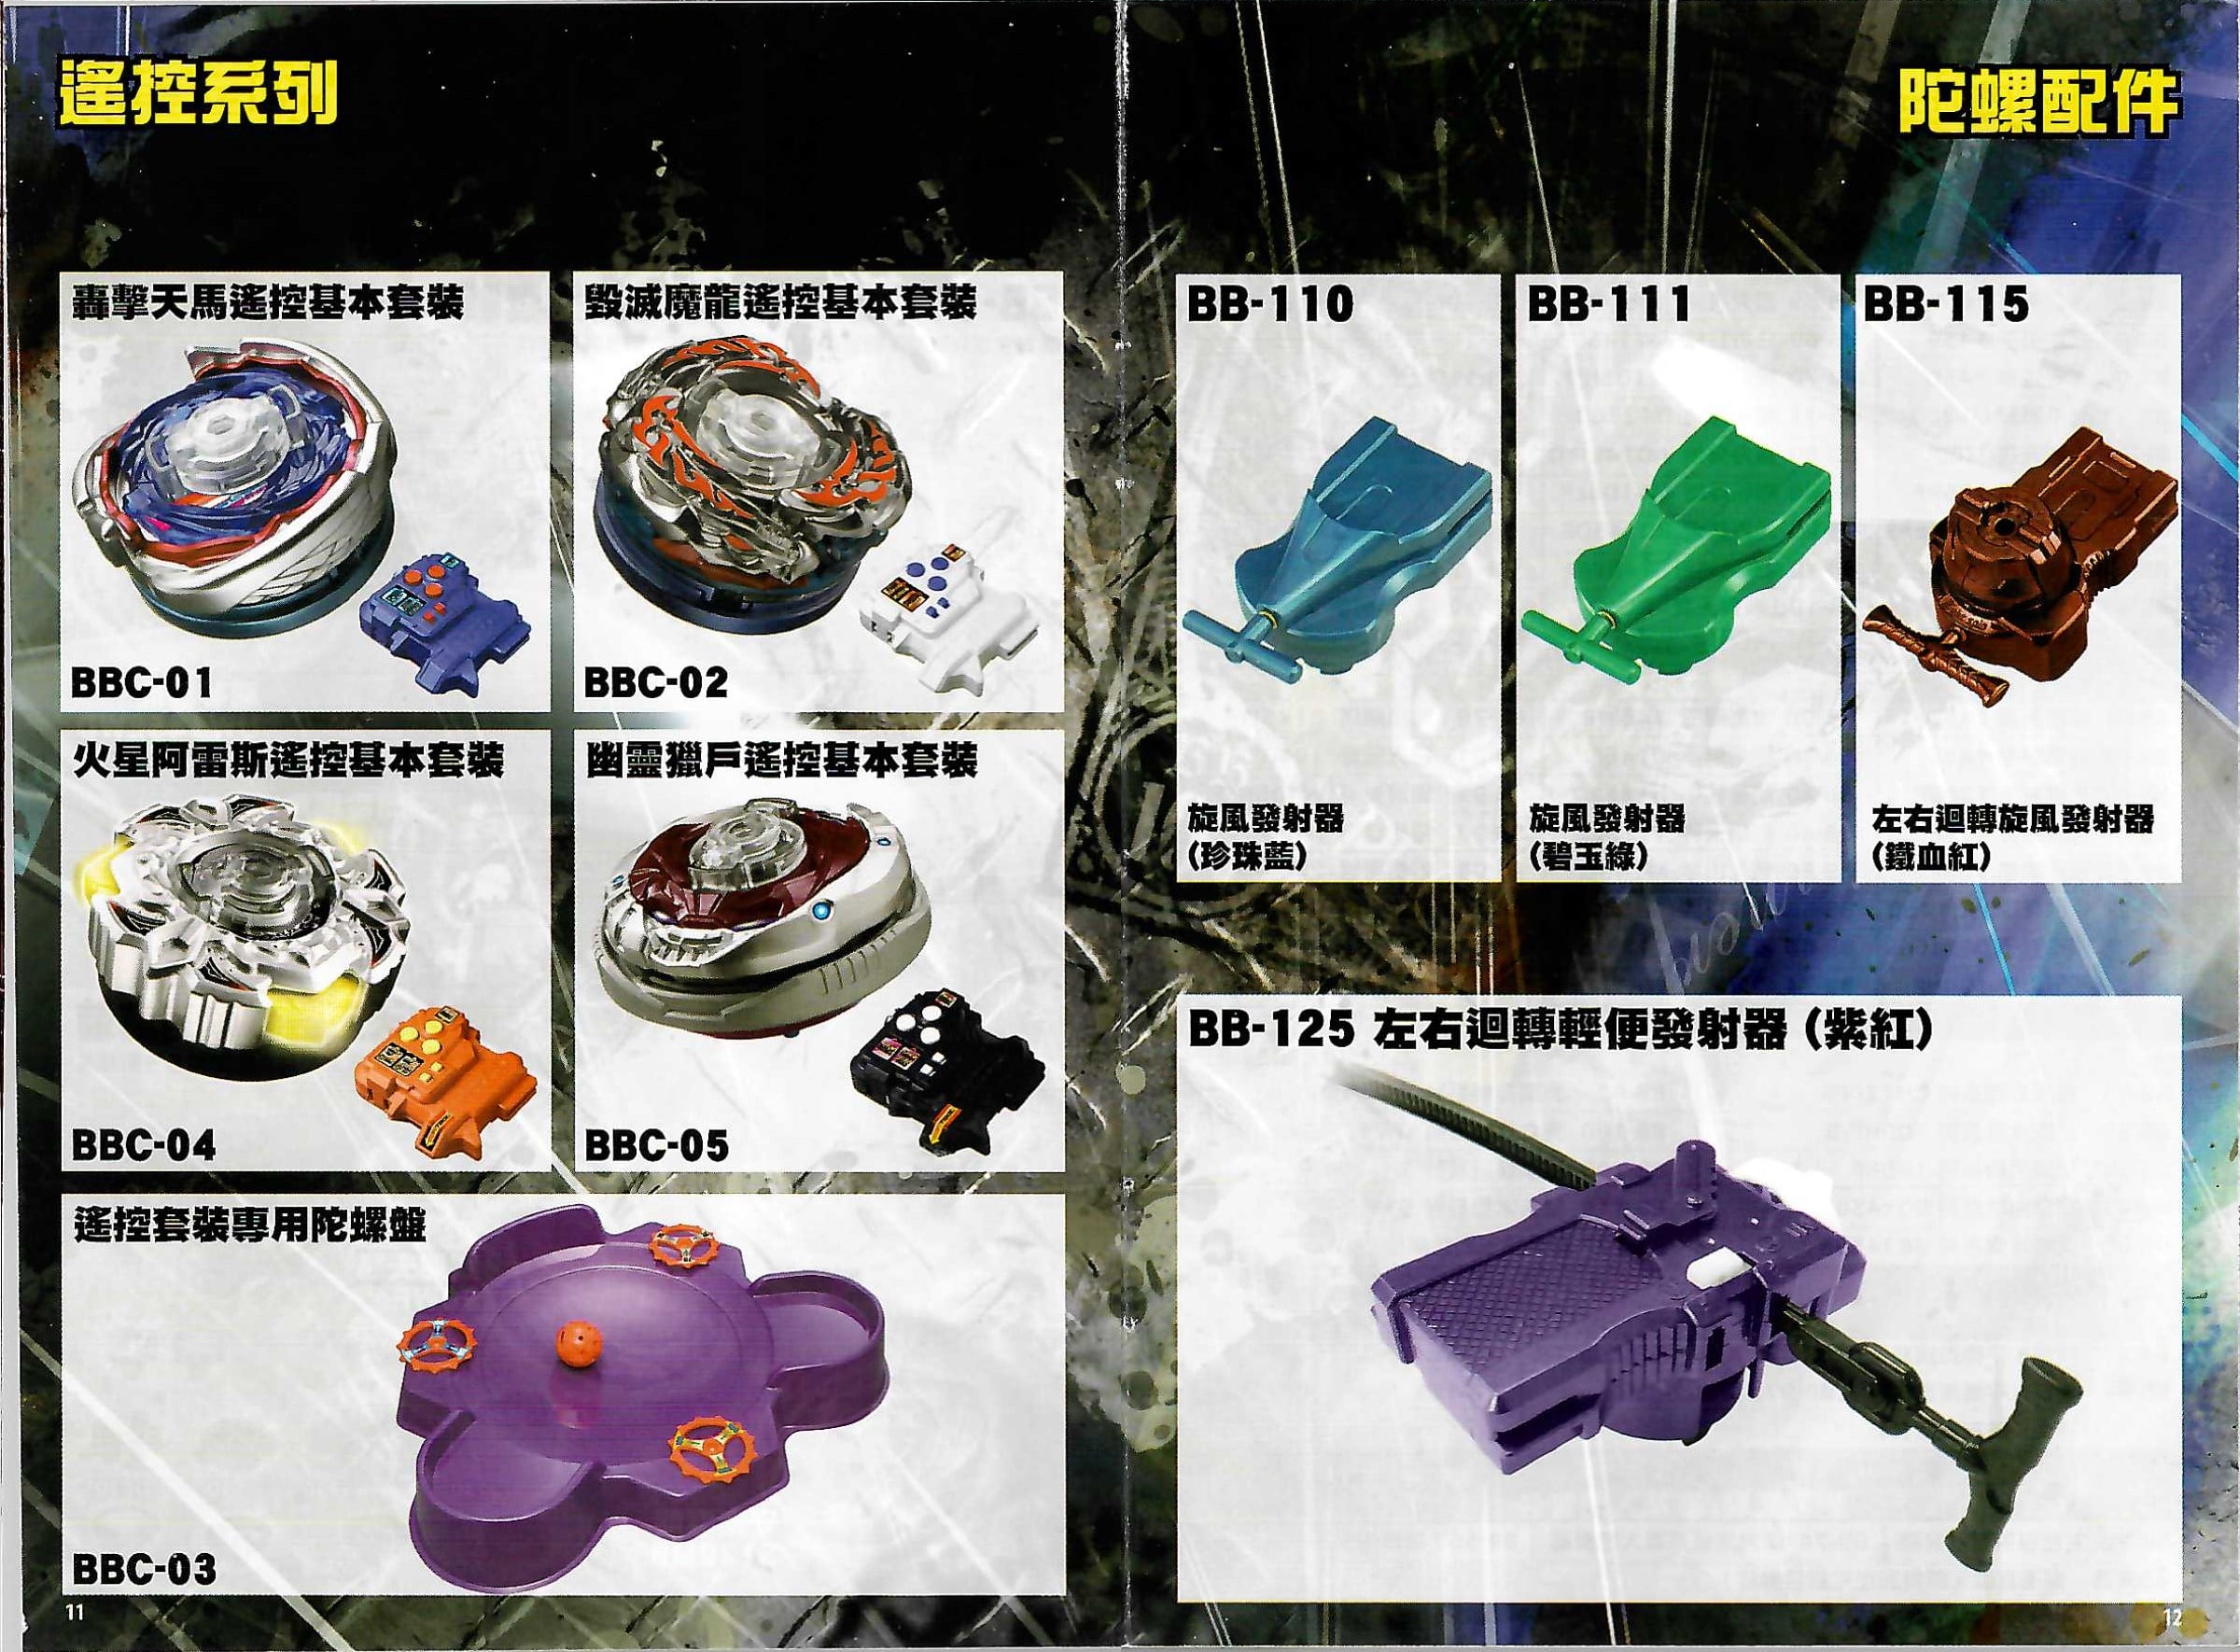 遙控系列
轟擊天馬遙控基本套裝
BBC-01
毀滅魔龍遙控基本套裝
BBC-02
火星阿雷斯遙控基本套裝
BBC-04
幽靈獵戶遙控基本套裝
BBC-05
遙控套裝專用陀螺盤
BBC-03
11
陀螺配件
BB-110
旋風發射器
(珍珠藍)
BB-111
旋風發射器
(碧玉綠)
BB-115
左右迴轉旋風發射器
(鐵血紅)
BB-125 左右迴轉輕便發射器 (紫紅)
12